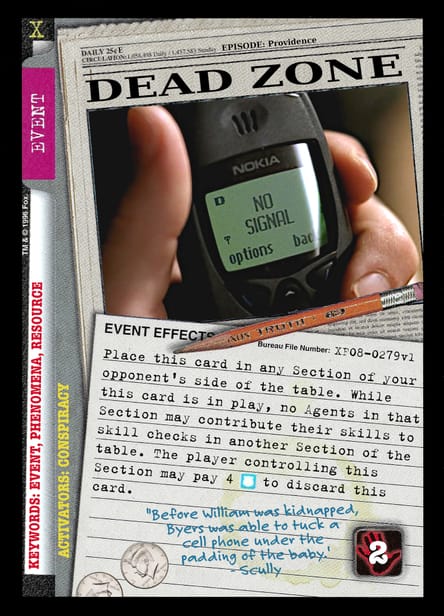 X
DAILY 25¢ E
EPISODE: Providence
CIRCULATION: 1,058,498 Daily / 1,457,583 Sunday
DEAD ZONE
EVENT
NOKIA
NO
SIGNAL
options
bac
TM & © 1996 Fox.
KEYWORDS: EVENT, PHENOMENA, RESOURCE
ACTIVATORS: CONSPIRACY
EVENT EFFECTS
Bureau File Number: XF08-0279v1
Place this card in any Section of your
opponent's side of the table. While
this card is in play, no Agents in that
Section may contribute their skills to
skill checks in another Section of the
table. The player controlling this
Section may pay 4 to discard this
card.
"Before William was kidnapped,
Byers was able to tuck a
cell phone under the
padding of the baby."
-Scully
2